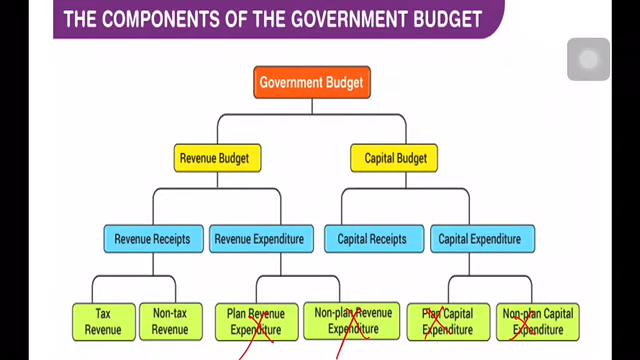 THE COMPONENTS OF THE GOVERNMENT BUDGET
Government Budget
Revenue Budget
Capital Budget
Revenue Receipts
Revenue Expenditure
Capital Receipts
Capital Expenditure
Tax
Revenue
Non-tax
Revenue
Plan Revenue
Expenditure
Non-plan Revenue
Expenditure
Plan Capital
Expenditure
Non-plan Capital
Expenditure